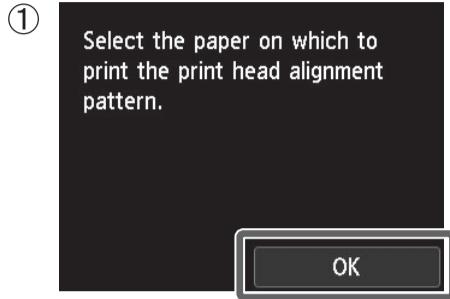 ①
Select the paper on which to
print the print head alignment
pattern.
OK